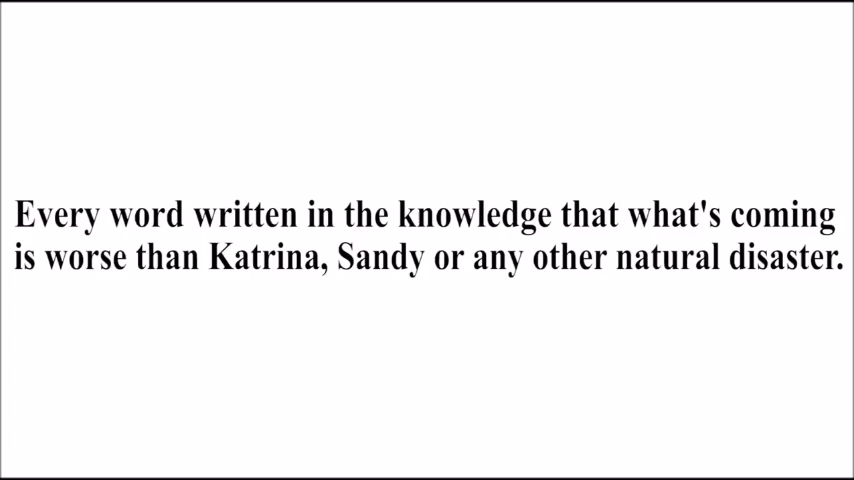 Every word written in the knowledge that what's coming
is worse than Katrina, Sandy or any other natural disaster.